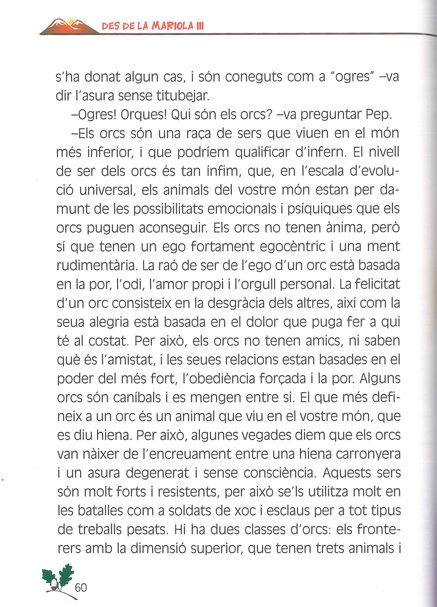 DES DE LA MARIOLA III
s'ha donat algun cas, i són coneguts com a "ogres" –va
dir l'asura sense titubejar.
–Ogres! Orques! Qui són els orcs? –va preguntar Pep.
–Els orcs són una raça de sers que viuen en el món
més inferior, i que podríem qualificar d'infern. El nivell
de ser dels orcs és tan ínfim, que, en l'escala d'evolu-
ció universal, els animals del vostre món estan per da-
munt de les possibilitats emocionals i psíquiques que els
orcs puguen aconseguir. Els orcs no tenen ànima, però
sí que tenen un ego fortament egocèntric i una ment
rudimentària. La raó de ser de l'ego d'un orc està basada
en la por, l'odi, l'amor propi i l'orgull personal. La felicitat
d'un orc consisteix en la desgràcia dels altres, així com la
seua alegria està basada en el dolor que puga fer a qui
té al costat. Per això, els orcs no tenen amics, ni saben
què és l'amistat, i les seues relacions estan basades en el
poder del més fort, l'obediència forçada i la por. Alguns
orcs són caníbals i es mengen entre si. El que més defi-
neix a un orc és un animal que viu en el vostre món, que
es diu hiena. Per això, algunes vegades diem que els orcs
van nàixer de l'encreuament entre una hiena carronyera
i un asura degenerat i sense consciència. Aquests sers
són molt forts i resistents, per això se'ls utilitza molt en
les batalles com a soldats de xoc i esclaus per a tot tipus
de treballs pesats. Hi ha dues classes d'orcs: els fronte-
rers amb la dimensió superior, que tenen trets animals i
60